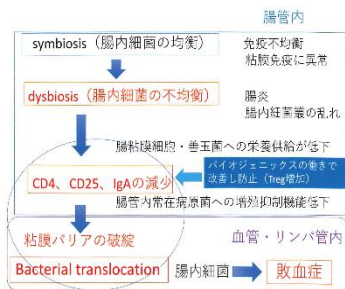 腸管内
symbiosis（腸内細菌の均衡）
免疫不均衡
粘膜免疫に異常
dysbiosis（腸内細菌の不均衡）
腸炎
腸内細菌叢の乱れ
腸粘膜細胞・善玉菌への栄養供給が低下
バイオジェニックスの働きで
改善し防止（Treg増加）
CD4、CD25、IgAの減少
腸管内常在病原菌への増殖抑制機能低下
粘膜バリアの破綻
血管・リンパ管内
Bacterial translocation
腸内細菌
敗血症